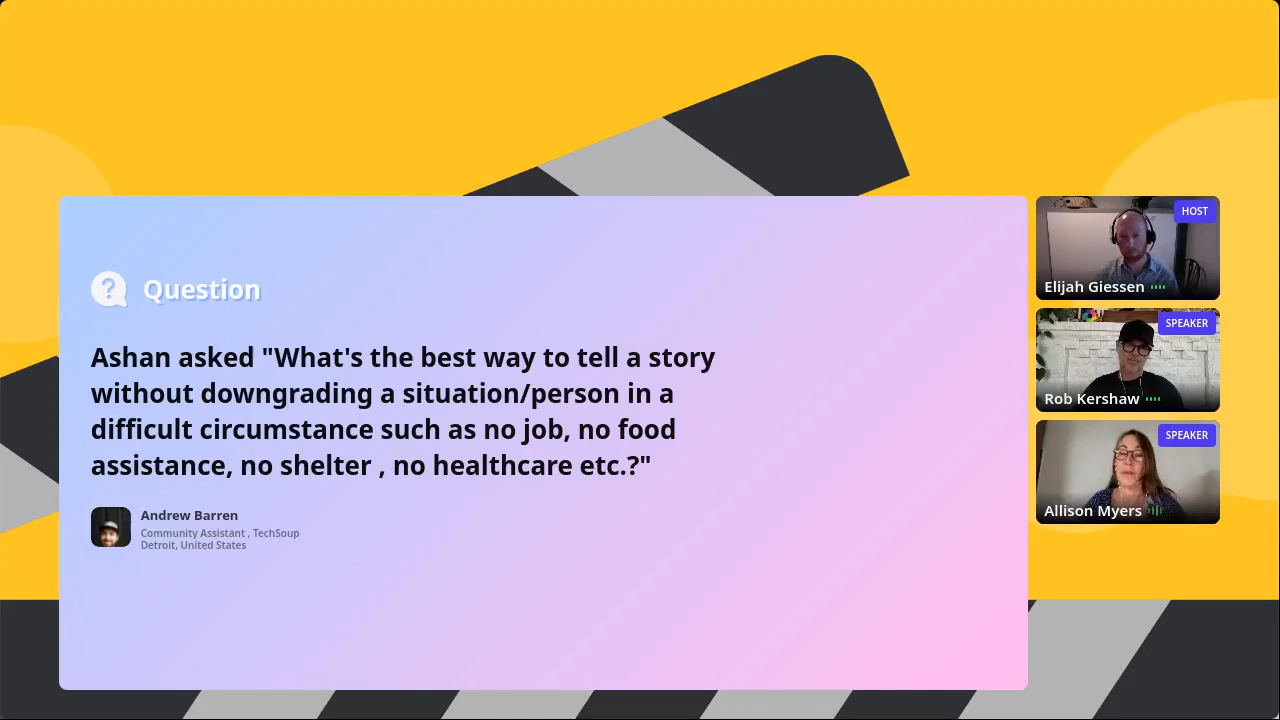 Question
Ashan asked "What's the best way to tell a story
without downgrading a situation/person in a
difficult circumstance such as no job, no food
assistance, no shelter , no healthcare etc.?"
Andrew Barren
Community Assistant , TechSoup
Detroit, United States
HOST
Elijah Giessen
SPEAKER
Rob Kershaw
SPEAKER
Allison Myers